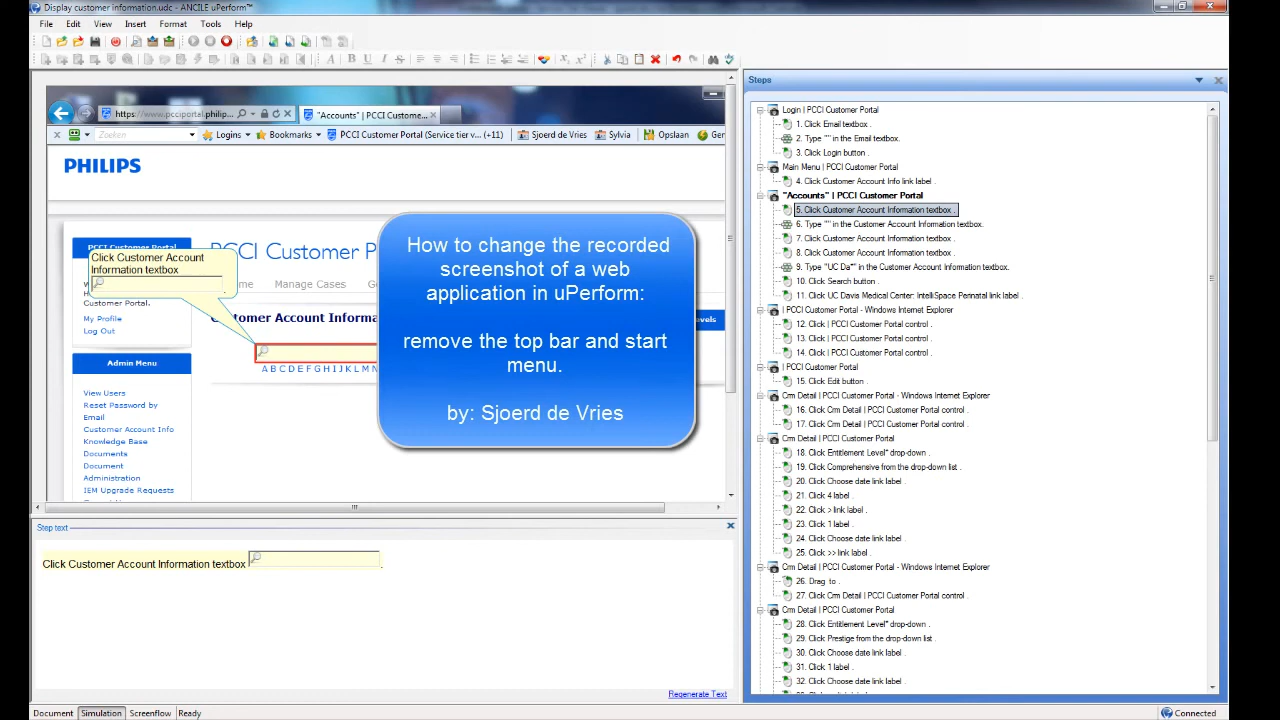 Display customer information.udc - ANCILE uPerform™
File Edit View Insert Format Tools Help
https://www.pcciportal.philip...
"Accounts" | PCCI Custome...
Zoeken
Logins
Bookmarks
PCCI Customer Portal (Service tier v... (+11)
Sjoerd de Vries
Sylvia
Opslaan
Ger
PHILIPS
PCCI Customer Portal
Customer Portal.
My Profile
Log Out
Click Customer Account
Information textbox
PCCI Customer P
me
Manage Cases
Customer Account Informa
vels
A B C D E F G H I J K L M N
Admin Menu
View Users
Reset Password by
Email
Customer Account Info
Knowledge Base
Documents
Document
Administration
IEM Upgrade Requests
How to change the recorded
screenshot of a web
application in uPerform:
remove the top bar and start
menu.
by: Sjoerd de Vries
Step text
Click Customer Account Information textbox .
Regenerate Text
Steps
Login | PCCI Customer Portal
1. Click Email textbox .
2. Type "" in the Email textbox.
3. Click Login button .
Main Menu | PCCI Customer Portal
4. Click Customer Account Info link label .
"Accounts" | PCCI Customer Portal
5. Click Customer Account Information textbox .
6. Type "" in the Customer Account Information textbox.
7. Click Customer Account Information textbox .
8. Click Customer Account Information textbox .
9. Type "UC Da*" in the Customer Account Information textbox.
10. Click Search button .
11. Click UC Davis Medical Center: IntelliSpace Perinatal link label .
| PCCI Customer Portal - Windows Internet Explorer
12. Click | PCCI Customer Portal control .
13. Click | PCCI Customer Portal control .
14. Click | PCCI Customer Portal control .
| PCCI Customer Portal
15. Click Edit button .
Crm Detail | PCCI Customer Portal - Windows Internet Explorer
16. Click Crm Detail | PCCI Customer Portal control .
17. Click Crm Detail | PCCI Customer Portal control .
Crm Detail | PCCI Customer Portal
18. Click Entitlement Level* drop-down .
19. Click Comprehensive from the drop-down list .
20. Click Choose date link label .
21. Click 4 label .
22. Click > link label .
23. Click 1 label .
24. Click Choose date link label .
25. Click >> link label .
Crm Detail | PCCI Customer Portal - Windows Internet Explorer
26. Drag to .
27. Click Crm Detail | PCCI Customer Portal control .
Crm Detail | PCCI Customer Portal
28. Click Entitlement Level* drop-down .
29. Click Prestige from the drop-down list .
30. Click Choose date link label .
31. Click 1 label .
32. Click Choose date link label .
Document Simulation Screenflow Ready
Connected